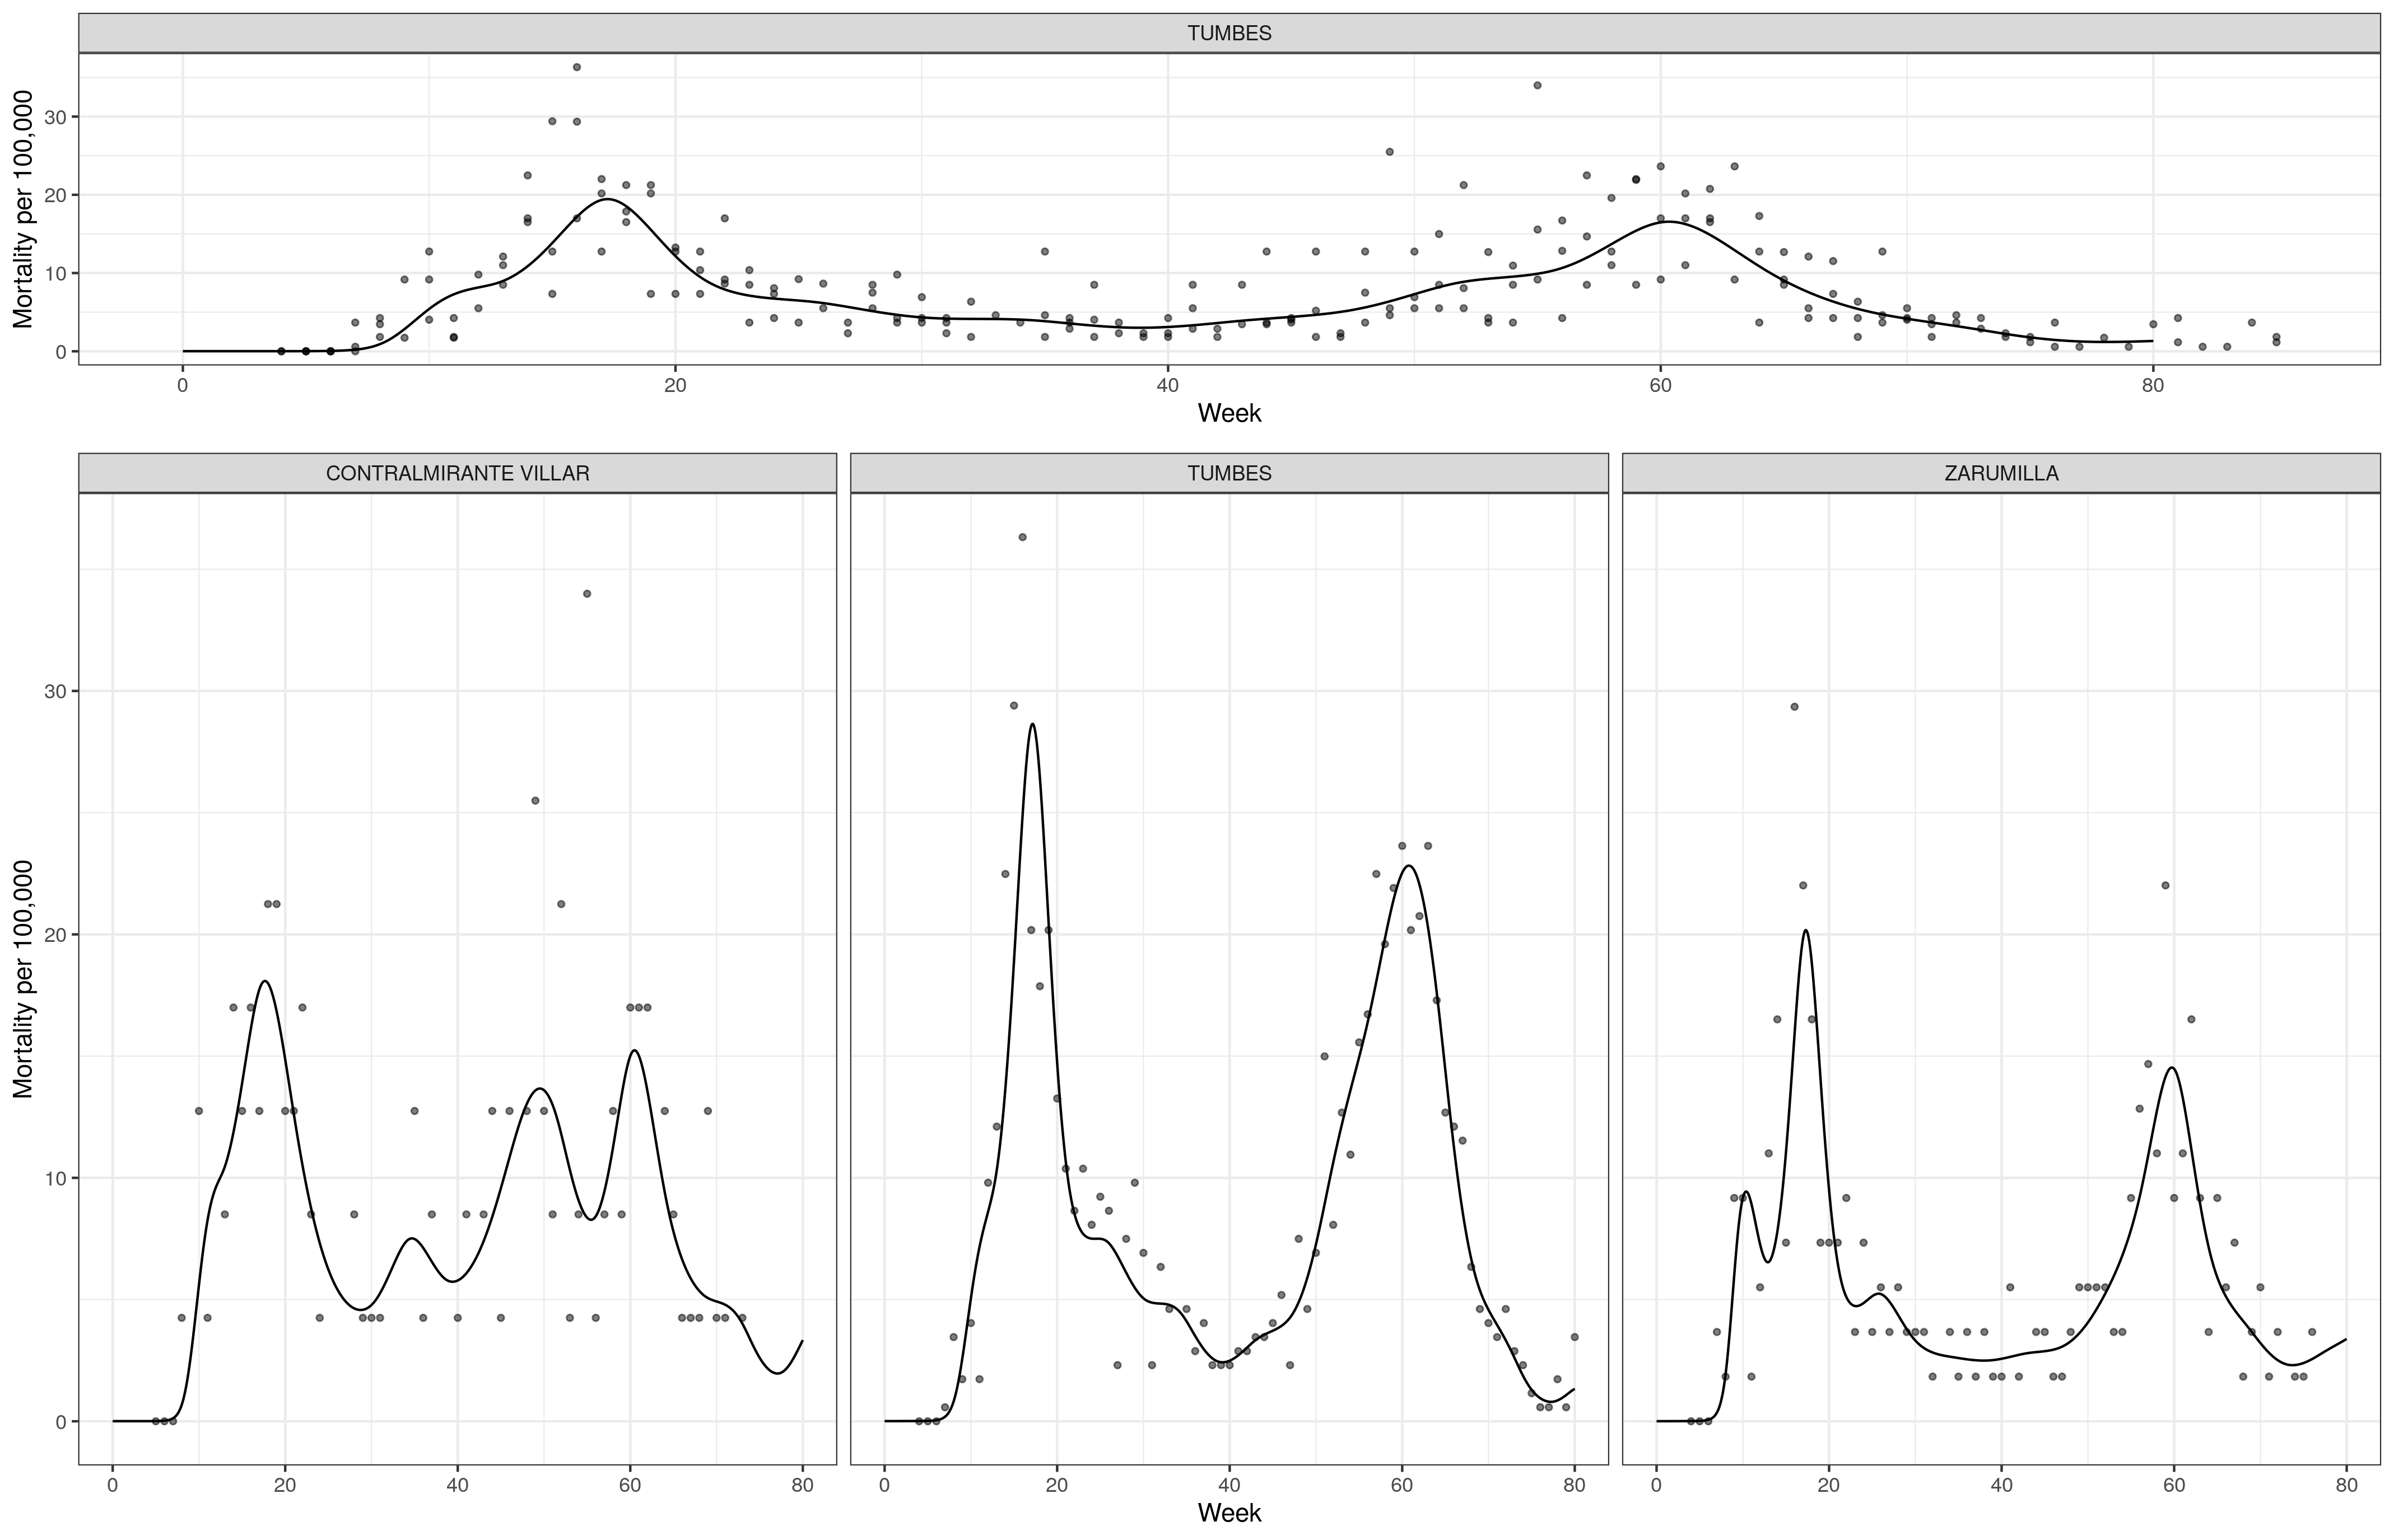 TUMBES
Mortality per 100,000
30
20
10
0
0 20 40 60 80
Week
CONTRALMIRANTE VILLAR TUMBES ZARUMILLA
Mortality per 100,000
30
20
10
0
0 20 40 60 80 0 20 40 60 80 0 20 40 60 80
Week